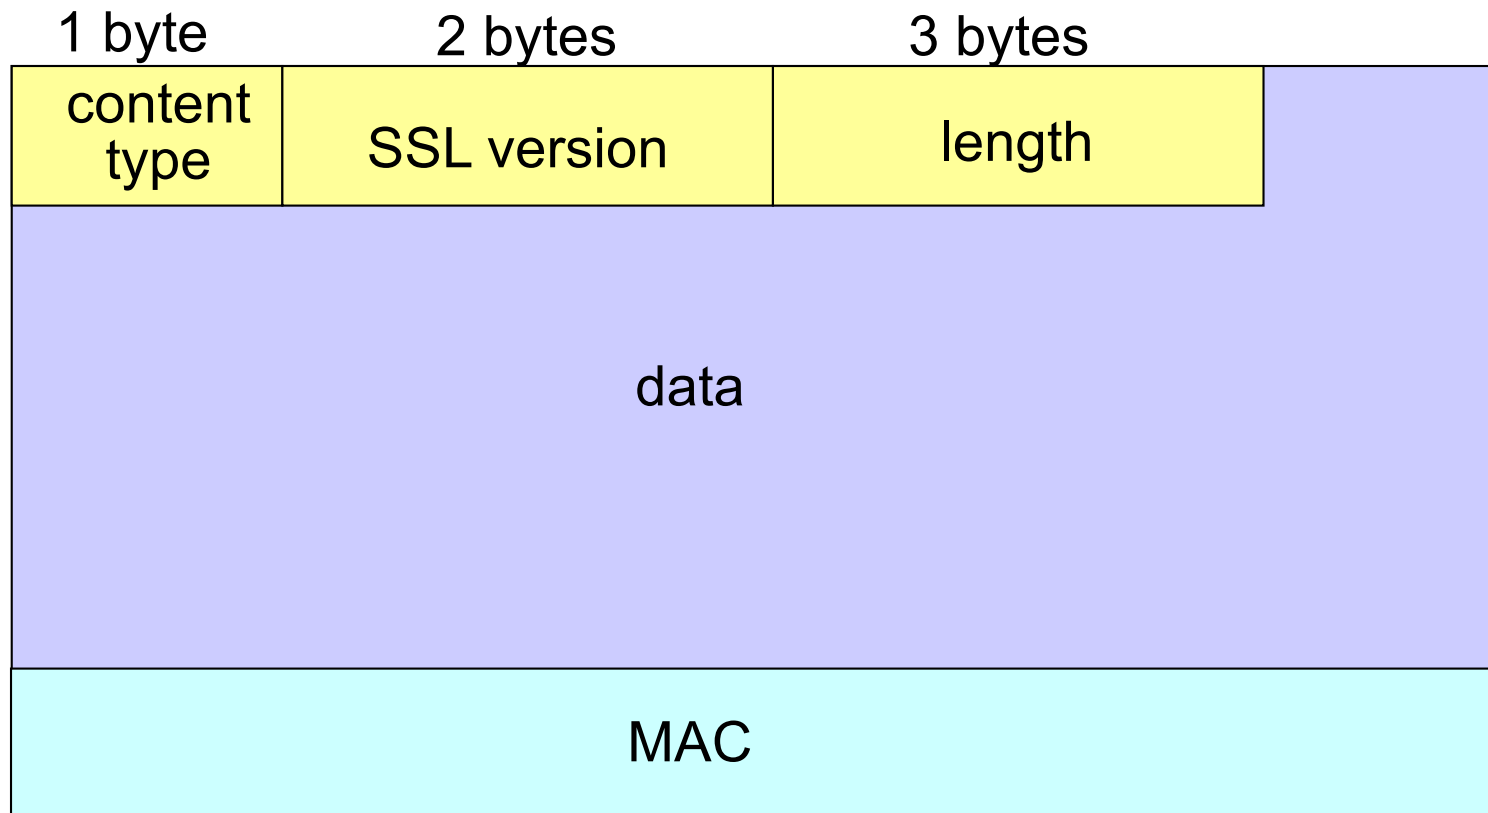 1 byte
2 bytes
3 bytes
content
type
SSL version
length
data
MAC